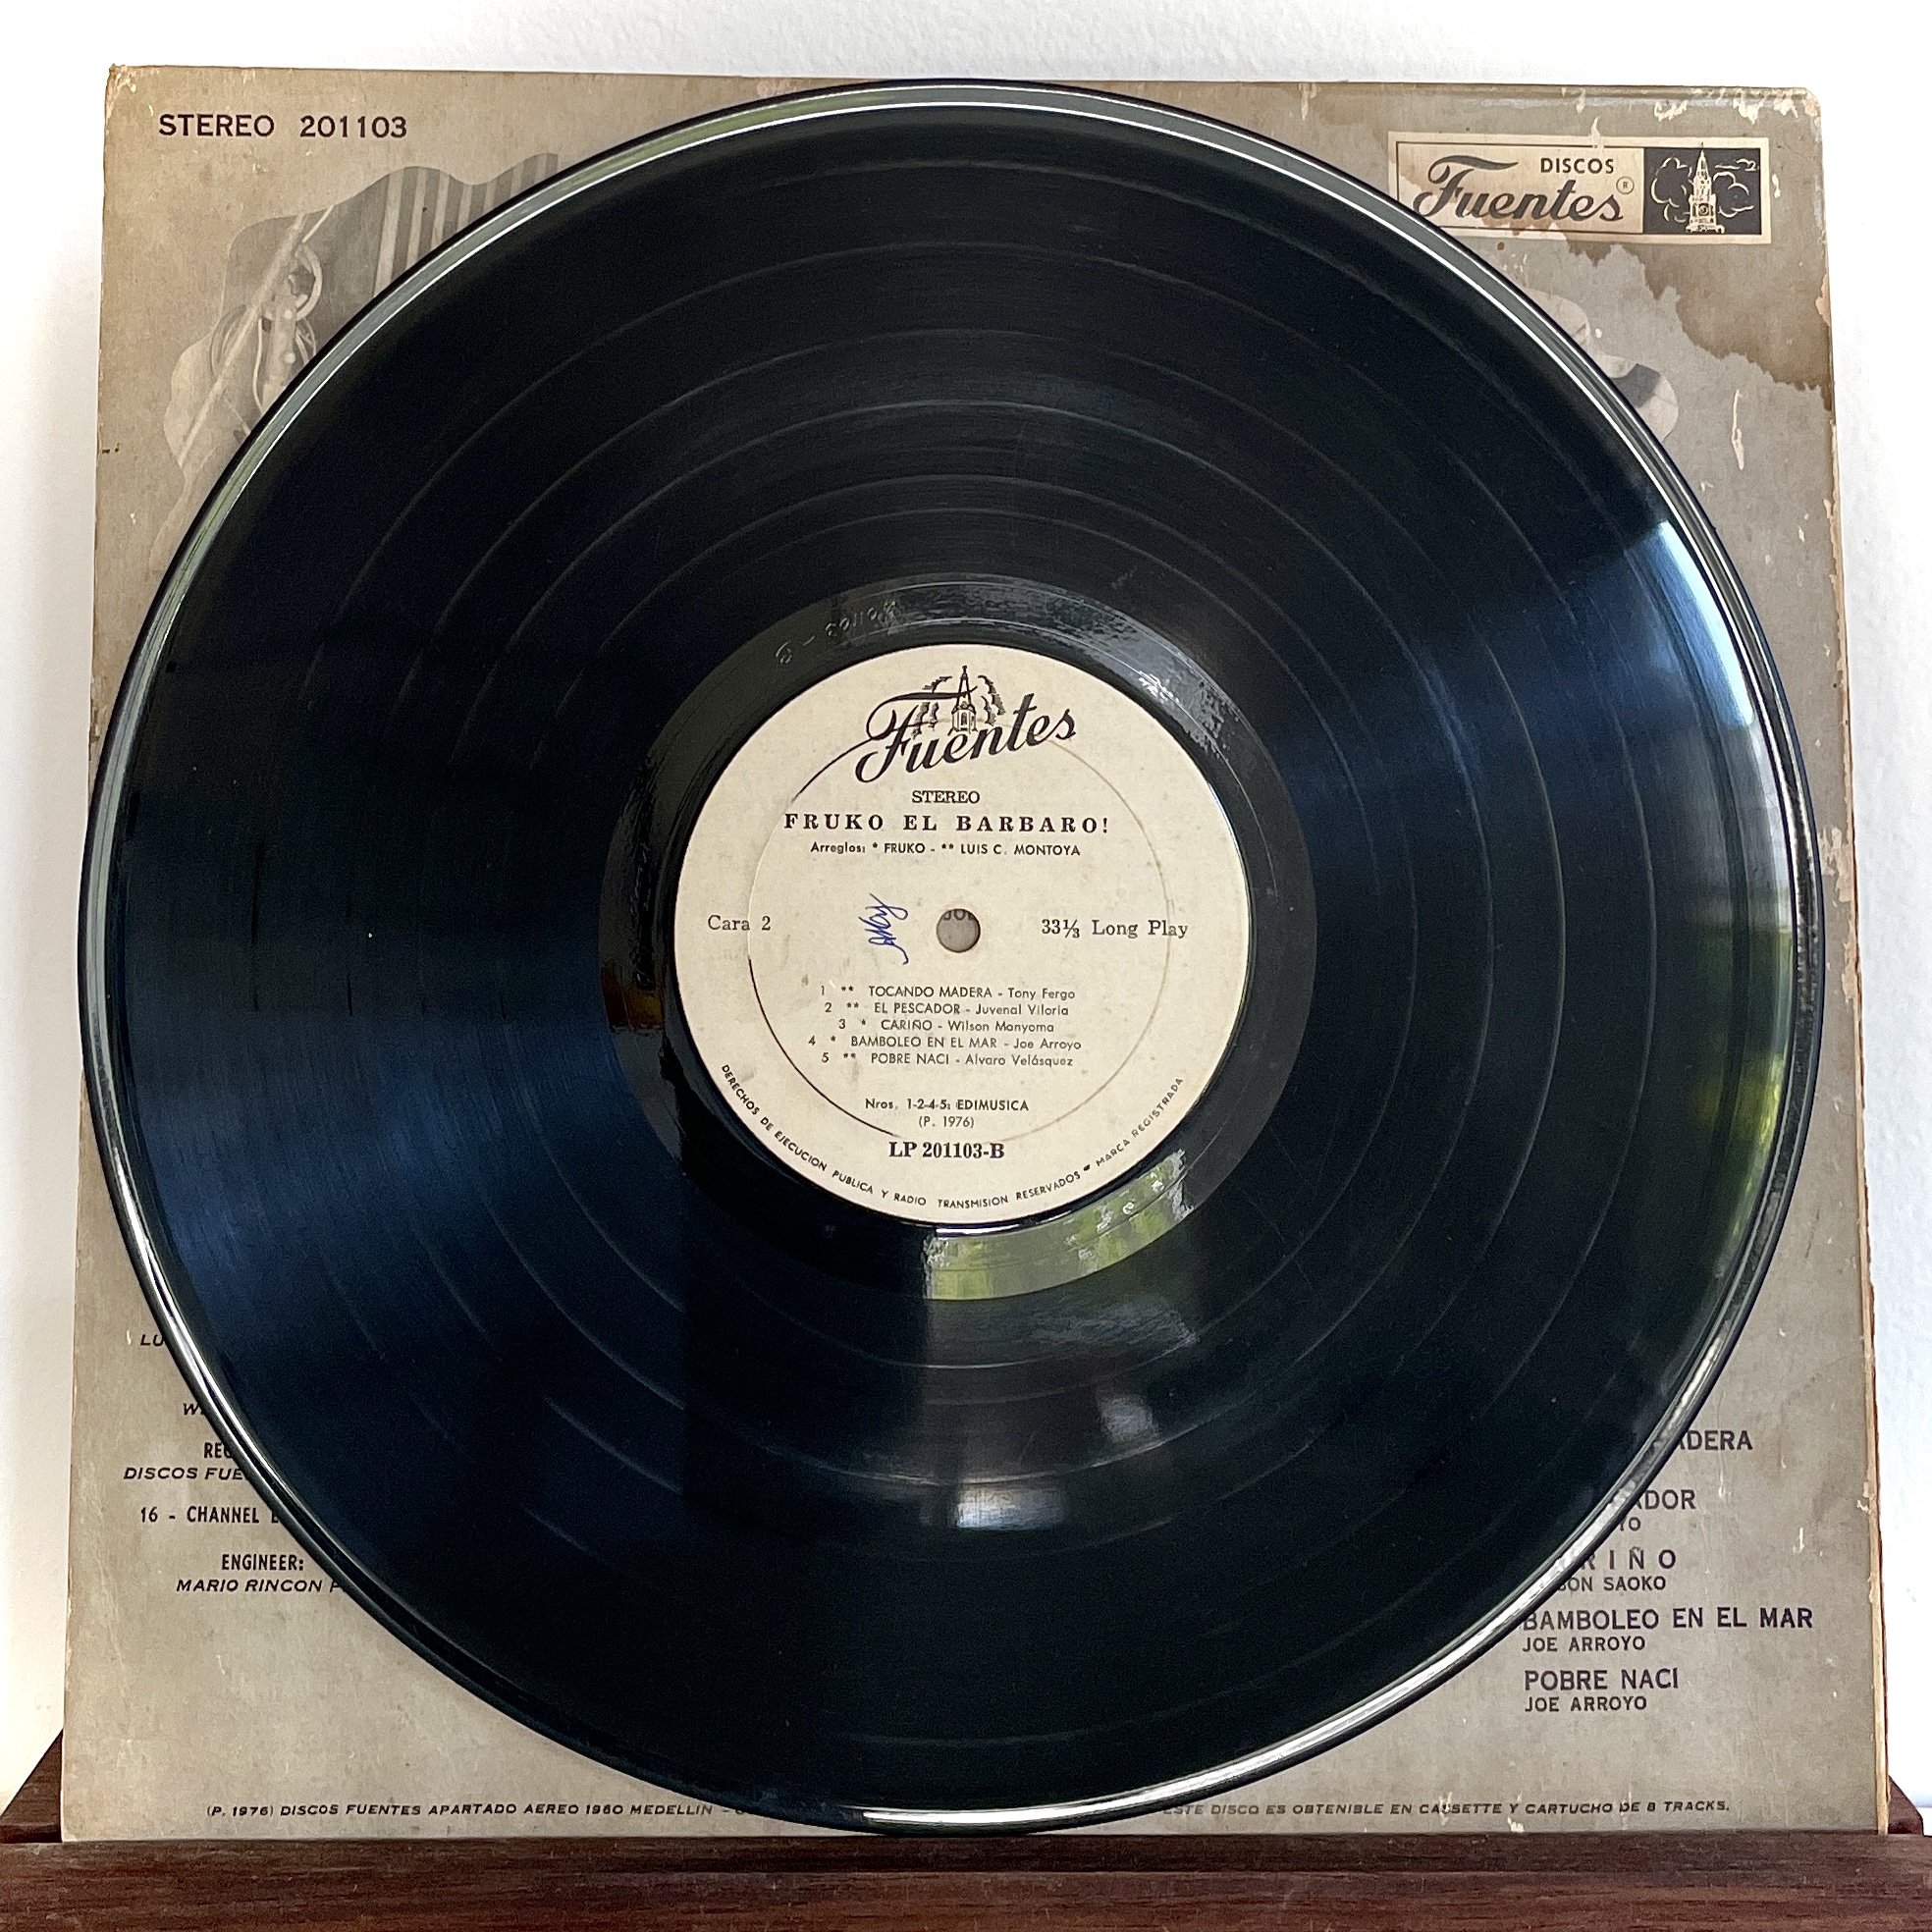 STEREO 201103
DISCOS
Fuentes ®
Fuentes
STEREO
FRUKO EL BARBARO!
Arreglos: * FRUKO - ** LUIS C. MONTOYA
Cara 2
33⅓ Long Play
1 ** TOCANDO MADERA - Tony Fergo
2 ** EL PESCADOR - Juvenal Viloria
3 * CARIÑO - Wilson Manyoma
4 * BAMBOLEO EN EL MAR - Joe Arroyo
5 ** POBRE NACI - Alvaro Velásquez
Nros. 1-2-4-5: EDIMUSICA
(P. 1976)
LP 201103-B
DERECHOS DE EJECUCION PUBLICA Y RADIO TRANSMISION RESERVADOS - MARCA REGISTRADA
DISCOS
16 - CHANNEL
ENGINEER:
MARIO RINCON
SAOKO
BAMBOLEO EN EL MAR
JOE ARROYO
POBRE NACI
JOE ARROYO
(P. 1976) DISCOS FUENTES APARTADO AEREO 1960 MEDELLIN -
ESTE DISCO ES OBTENIBLE EN CASSETTE Y CARTUCHO DE 8 TRACKS.